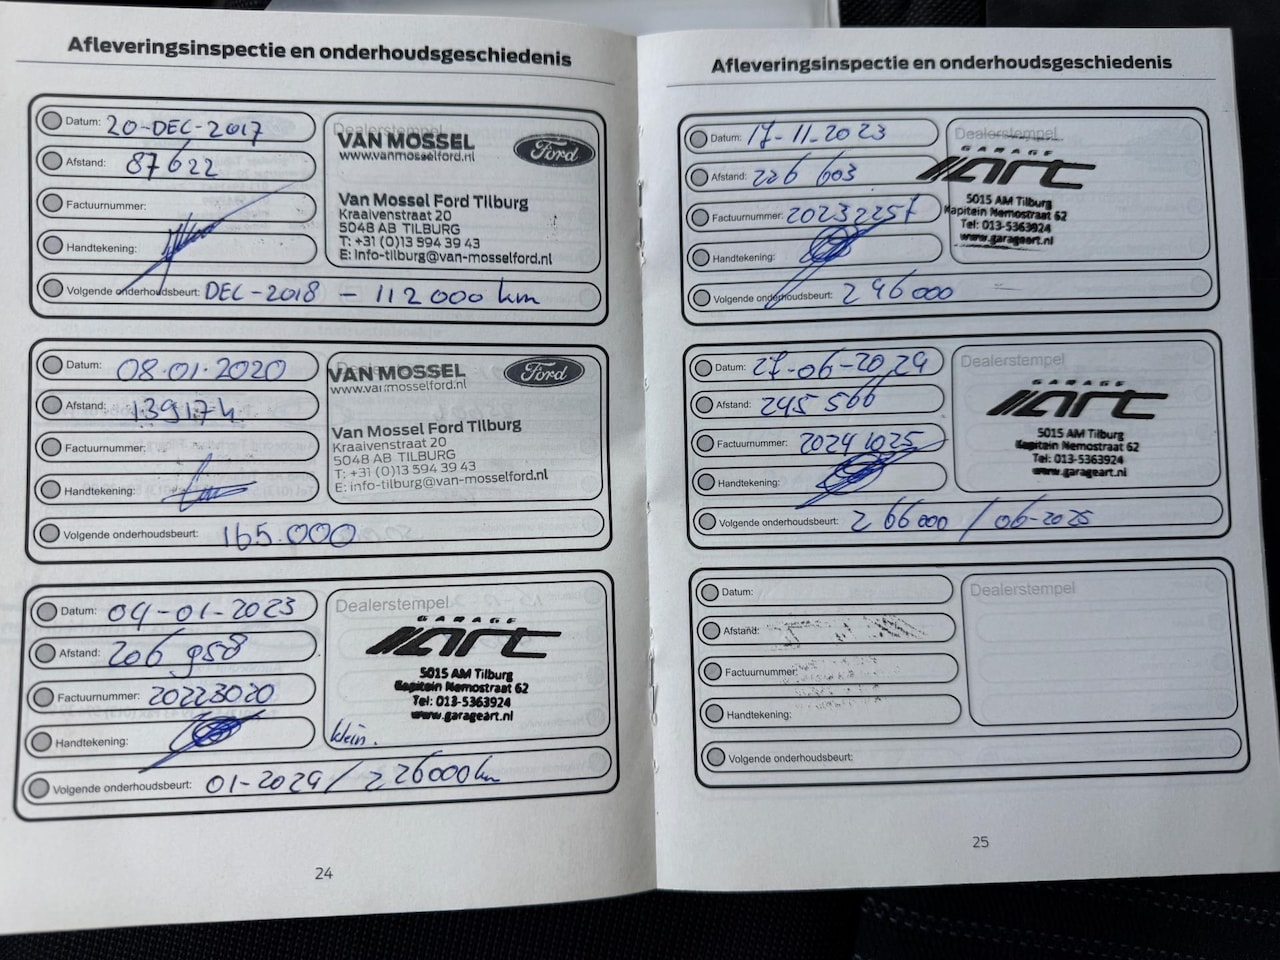 Afleveringsinspectie en onderhoudsgeschiedenis
Datum: 20-DEC-2017
Afstand: 87622
Factuurnummer:
Handtekening:
Volgende onderhoudsbeurt: DEC-2018 - 112000 km
Dealerstempel
VAN MOSSEL
www.vanmosselford.nl
Ford
Van Mossel Ford Tilburg
Kraaivenstraat 20
5048 AB TILBURG
T: +31 (0)13 594 39 43
E: info-tilburg@van-mosselford.nl
Datum: 08.01.2020
Afstand: 139174
Factuurnummer:
Handtekening:
Volgende onderhoudsbeurt: 165.000
Dealerstempel
VAN MOSSEL
www.vanmosselford.nl
Ford
Van Mossel Ford Tilburg
Kraaivenstraat 20
5048 AB TILBURG
T: +31 (0)13 594 39 43
E: info-tilburg@van-mosselford.nl
Datum: 04-01-2023
Afstand: 206 958
Factuurnummer: 20223020
Handtekening:
Volgende onderhoudsbeurt: 01-2024 / 226000 km
Dealerstempel
GARAGE
ART
5015 AM Tilburg
Kapitein Nemostraat 62
Tel: 013-5363924
www.garageart.nl
klein.
24
Afleveringsinspectie en onderhoudsgeschiedenis
Datum: 17-11-2023
Afstand: 226 603
Factuurnummer: 20232257
Handtekening:
Volgende onderhoudsbeurt: 246000
Dealerstempel
GARAGE
ART
5015 AM Tilburg
Kapitein Nemostraat 62
Tel: 013-5363924
www.garageart.nl
Datum: 27-06-2024
Afstand: 245 566
Factuurnummer: 20241025
Handtekening:
Volgende onderhoudsbeurt: 266000 / 06-2025
Dealerstempel
GARAGE
ART
5015 AM Tilburg
Kapitein Nemostraat 62
Tel: 013-5363924
www.garageart.nl
Datum:
Afstand:
Factuurnummer:
Handtekening:
Volgende onderhoudsbeurt:
Dealerstempel
25